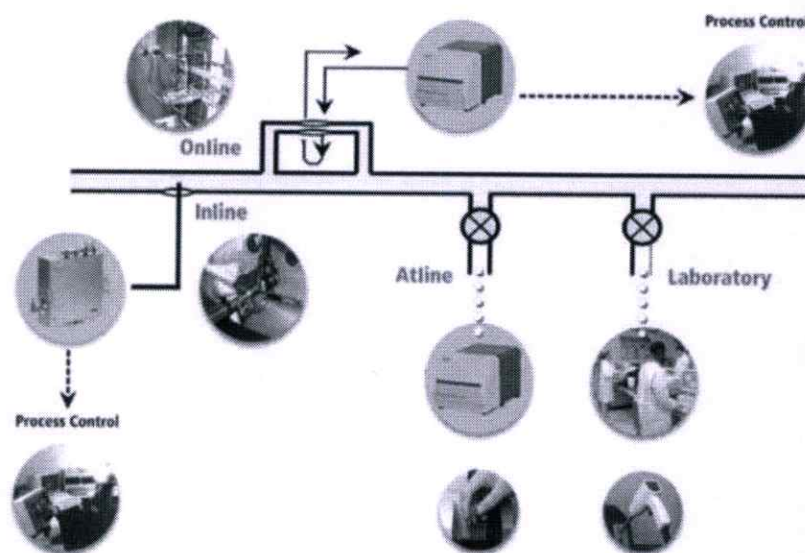 Process Control
Online
Inline
Atline
Laboratory
Process Control